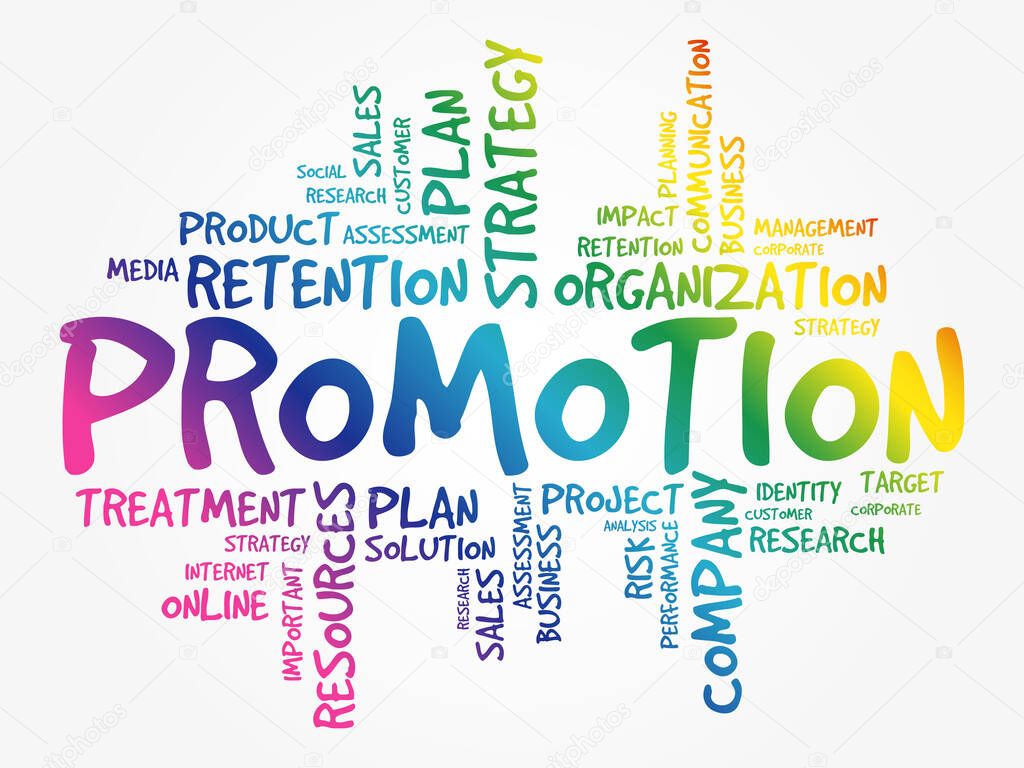 STRATEGY
COMMUNICATION
SALES
PLAN
PLANNING
CUSTOMER
BUSINESS
SOCIAL
RESEARCH
IMPACT
PRODUCT
ASSESSMENT
MANAGEMENT
RETENTION
CORPORATE
MEDIA
RETENTION
ORGANIZATION
STRATEGY
PROMOTION
TREATMENT
RESOURCES
PLAN
ASSESSMENT
PROJECT
COMPANY
IDENTITY
TARGET
CUSTOMER
CORPORATE
ANALYSIS
PERFORMANCE
STRATEGY
SOLUTION
BUSINESS
RISK
RESEARCH
INTERNET
IMPORTANT
RESEARCH
SALES
ONLINE
depositphotos